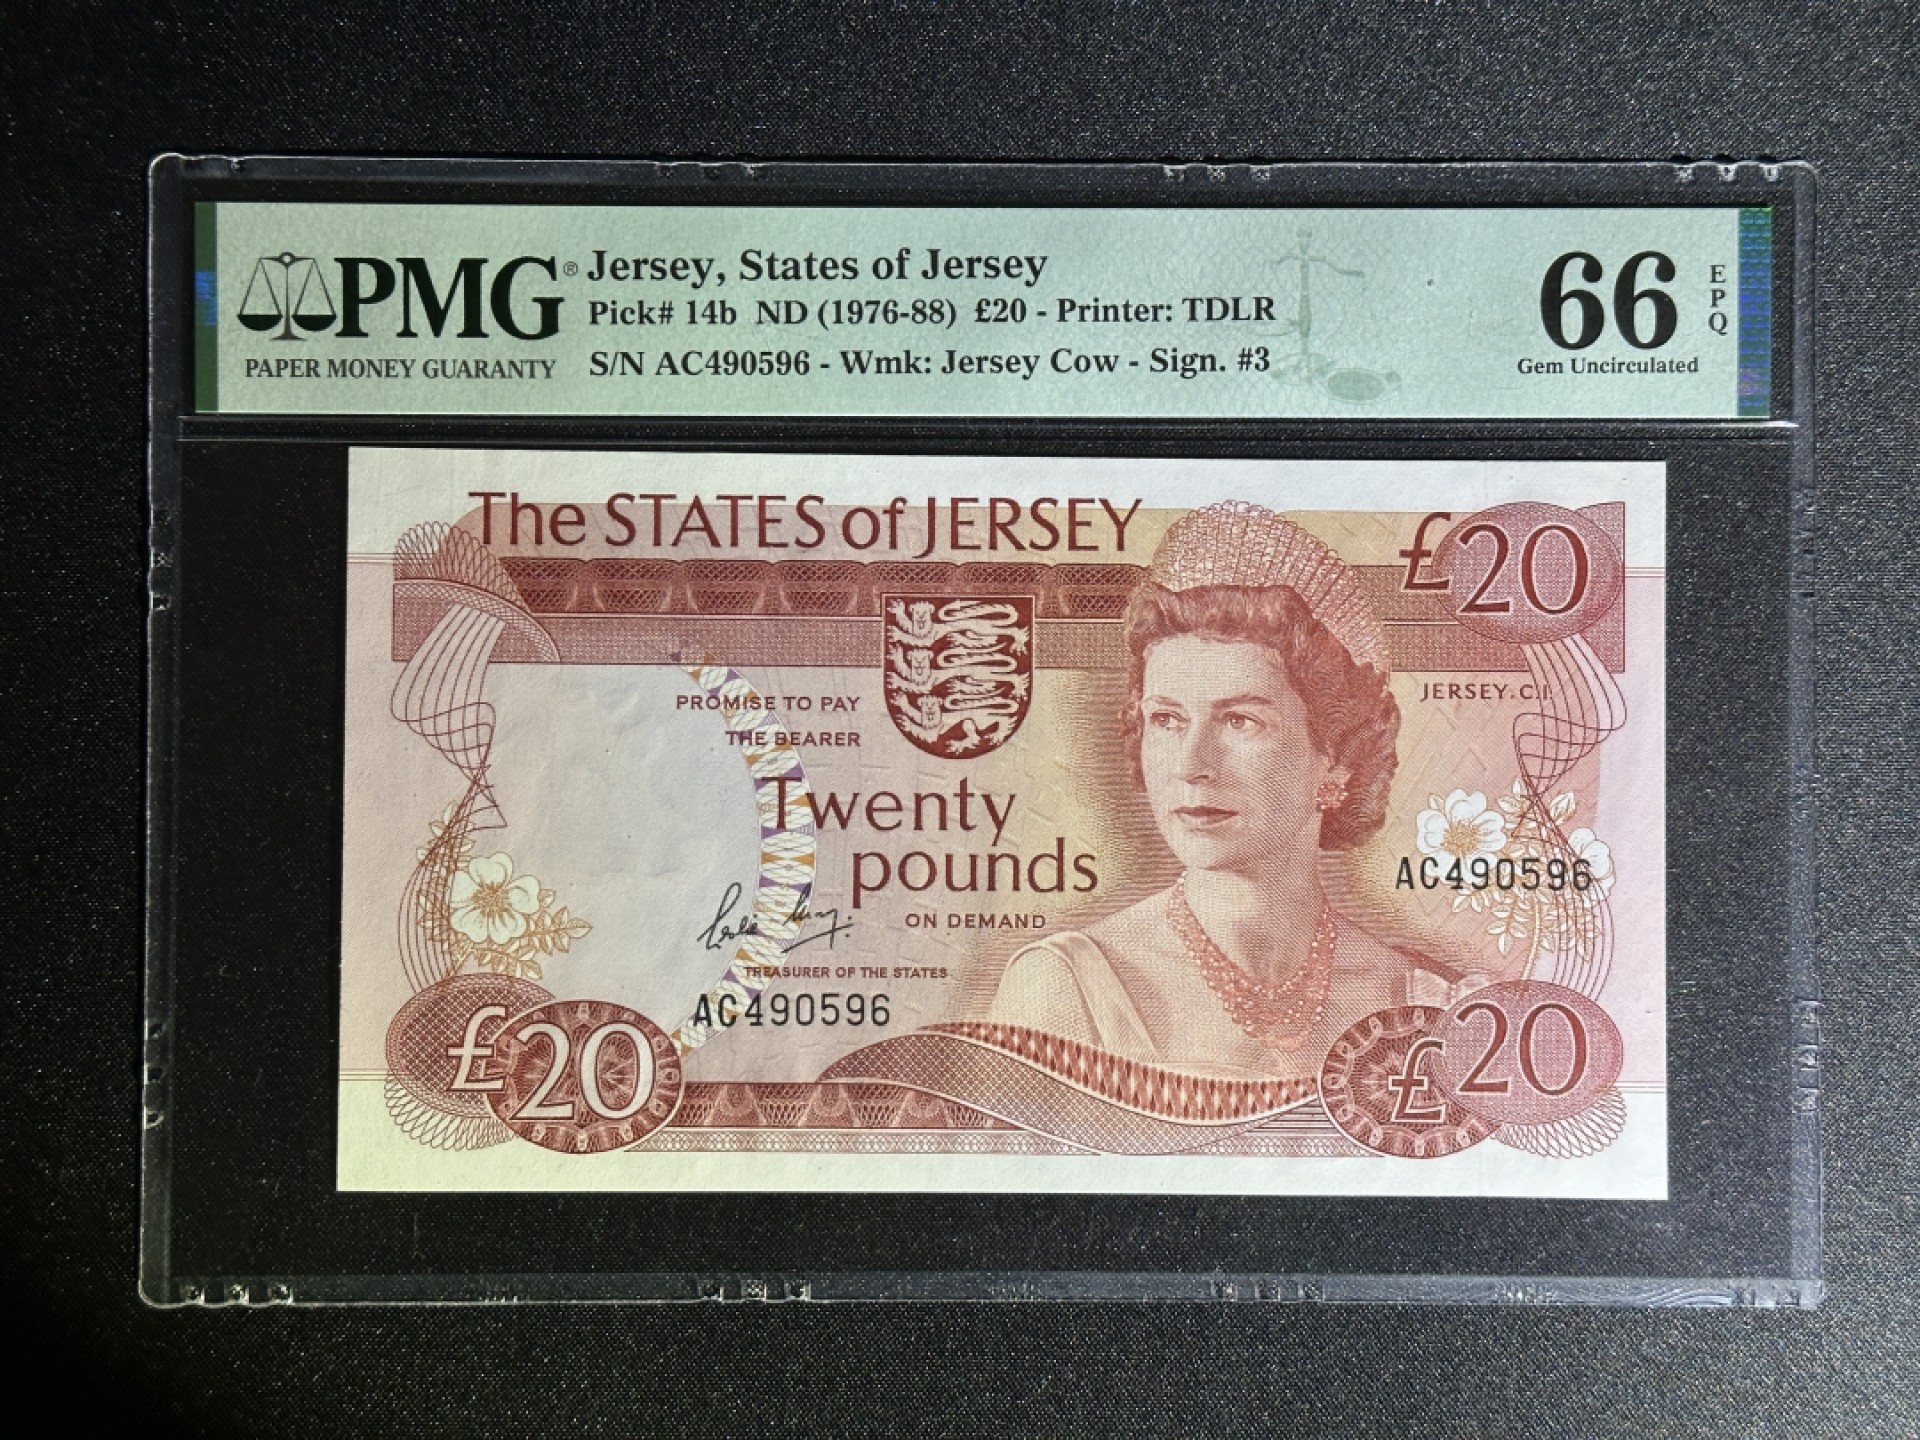 PMG®
PAPER MONEY GUARANTY
Jersey, States of Jersey
Pick# 14b ND (1976-88) £20 - Printer: TDLR
S/N AC490596 - Wmk: Jersey Cow - Sign. #3
66 EPQ
Gem Uncirculated
The STATES of JERSEY
£20
JERSEY.C.I.
PROMISE TO PAY
THE BEARER
Twenty
pounds
ON DEMAND
AC490596
TREASURER OF THE STATES
AC490596
£20
£20